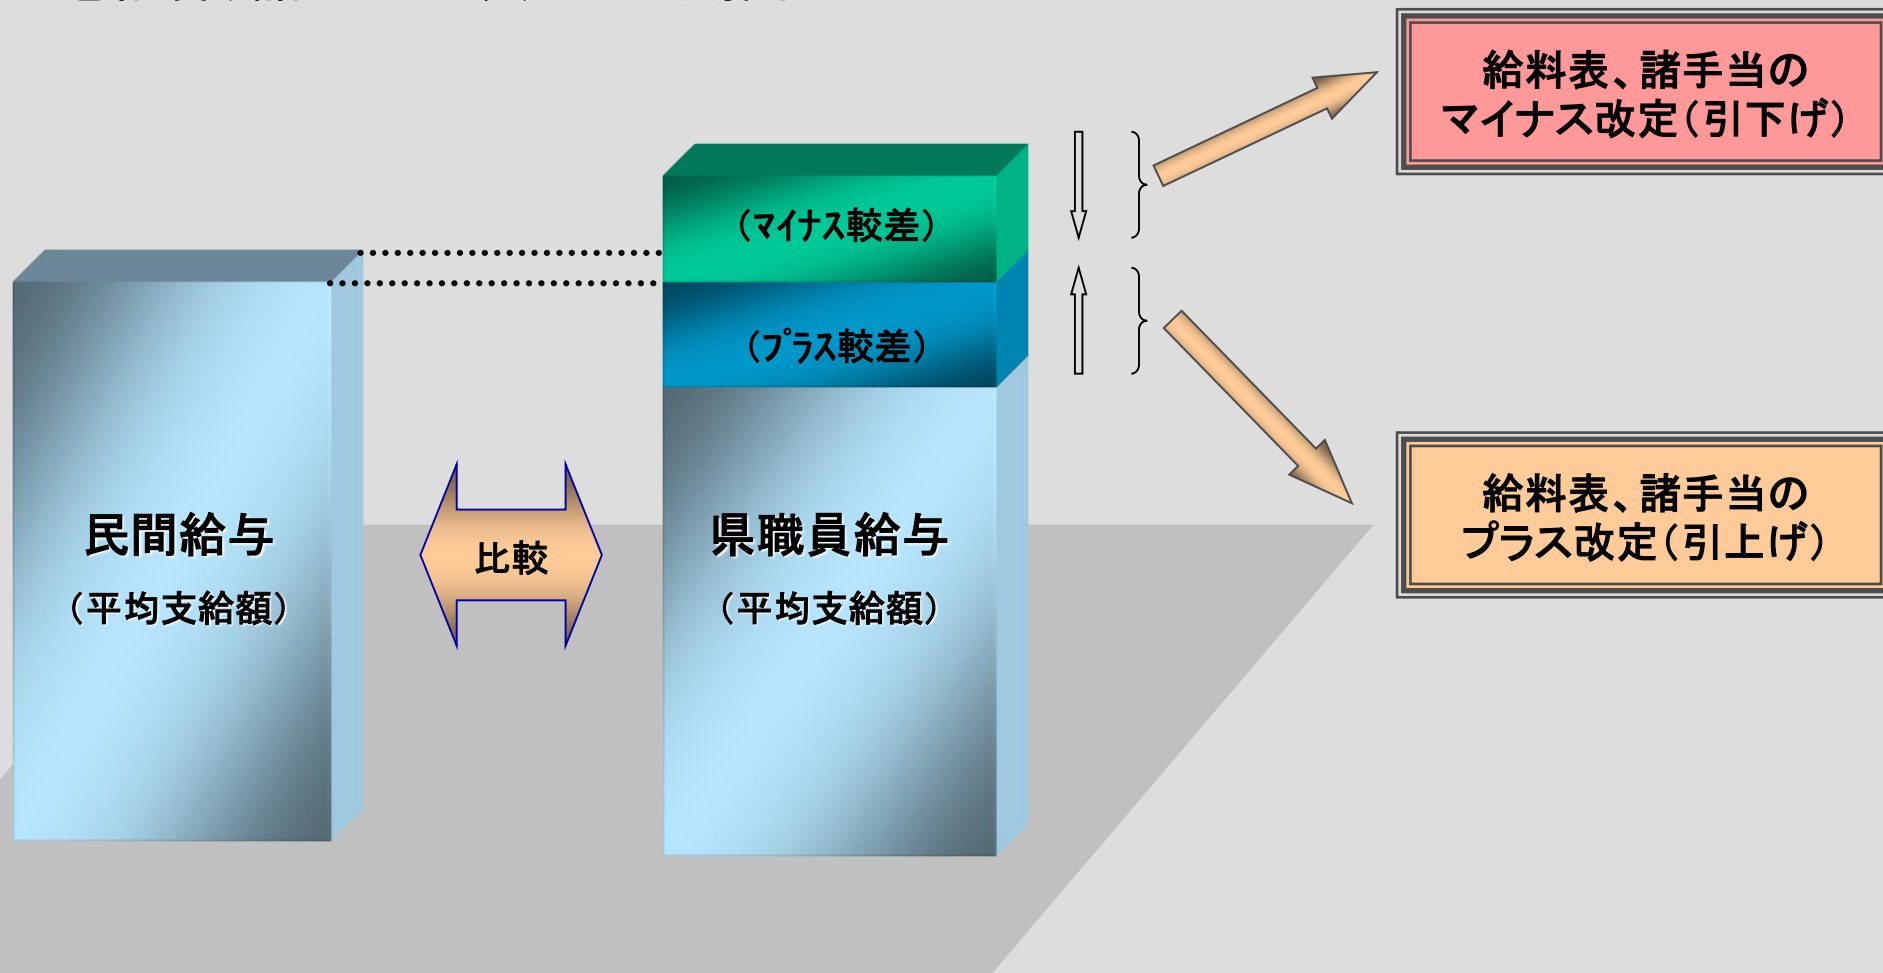 給料表、諸手当の
マイナス改定(引下げ)
(マイナス較差)
(プラス較差)
給料表、諸手当の
プラス改定(引上げ)
民間給与
(平均支給額)
比較
県職員給与
(平均支給額)